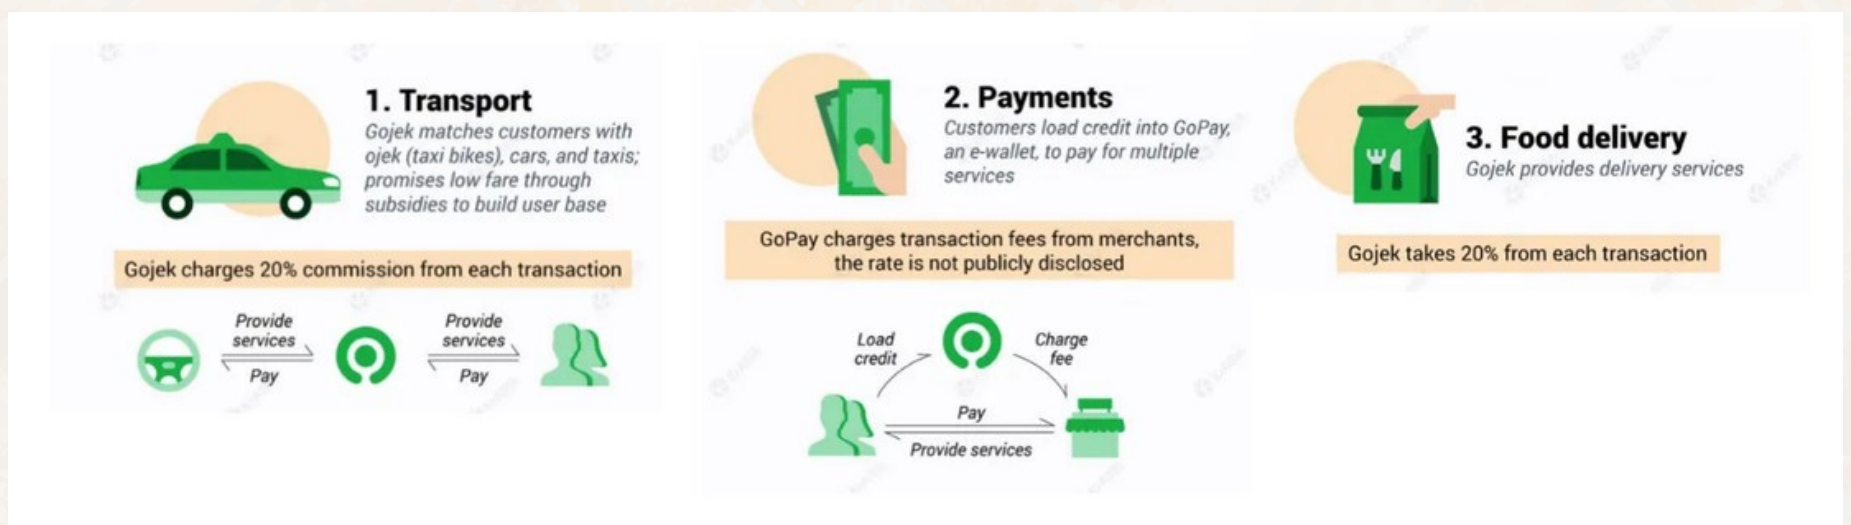 1. Transport
Gojek matches customers with
ojek (taxi bikes), cars, and taxis;
promises low fare through
subsidies to build user base
Gojek charges 20% commission from each transaction
Provide
services
Pay
Provide
services
Pay
2. Payments
Customers load credit into GoPay,
an e-wallet, to pay for multiple
services
GoPay charges transaction fees from merchants,
the rate is not publicly disclosed
Load
credit
Charge
fee
Pay
Provide services
3. Food delivery
Gojek provides delivery services
Gojek takes 20% from each transaction